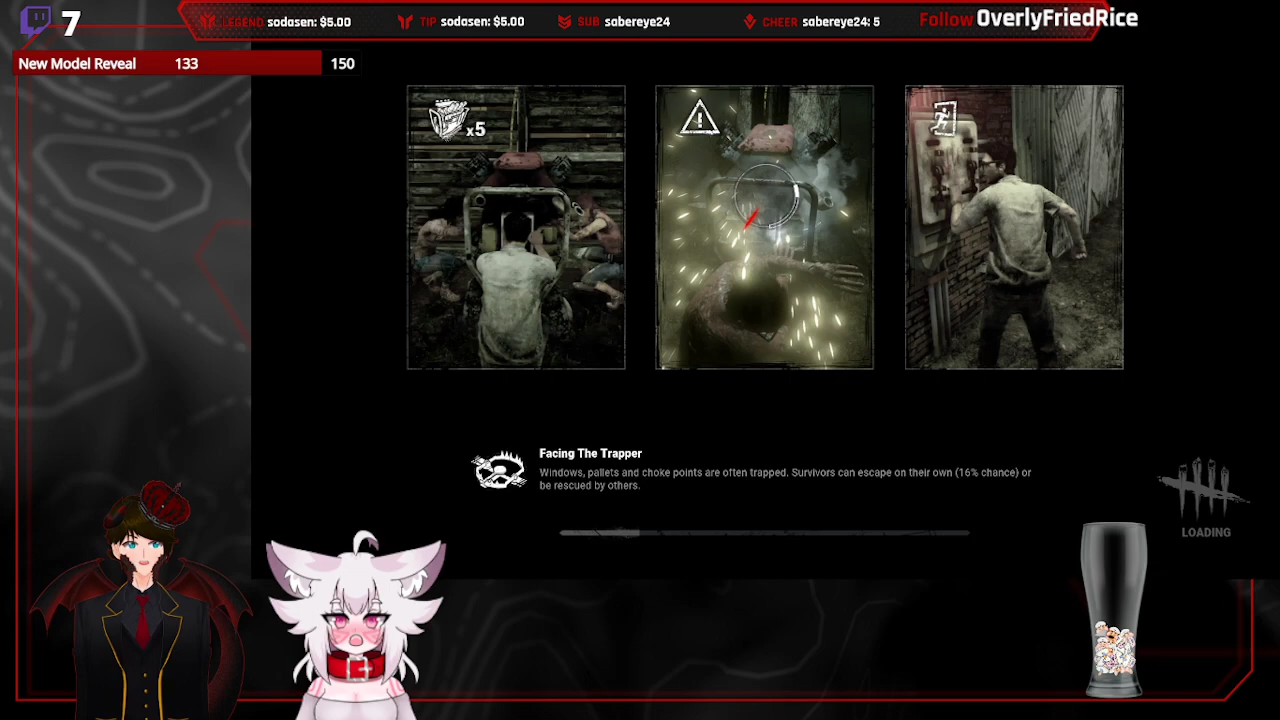 7
LEGEND sodasen: $5.00
TIP sodasen: $5.00
SUB sabereye24
CHEER sabereye24: 5
Follow OverlyFriedRice
New Model Reveal 133 150
x5
Facing The Trapper
Windows, pallets and choke points are often trapped. Survivors can escape on their own (16% chance) or
be rescued by others.
LOADING